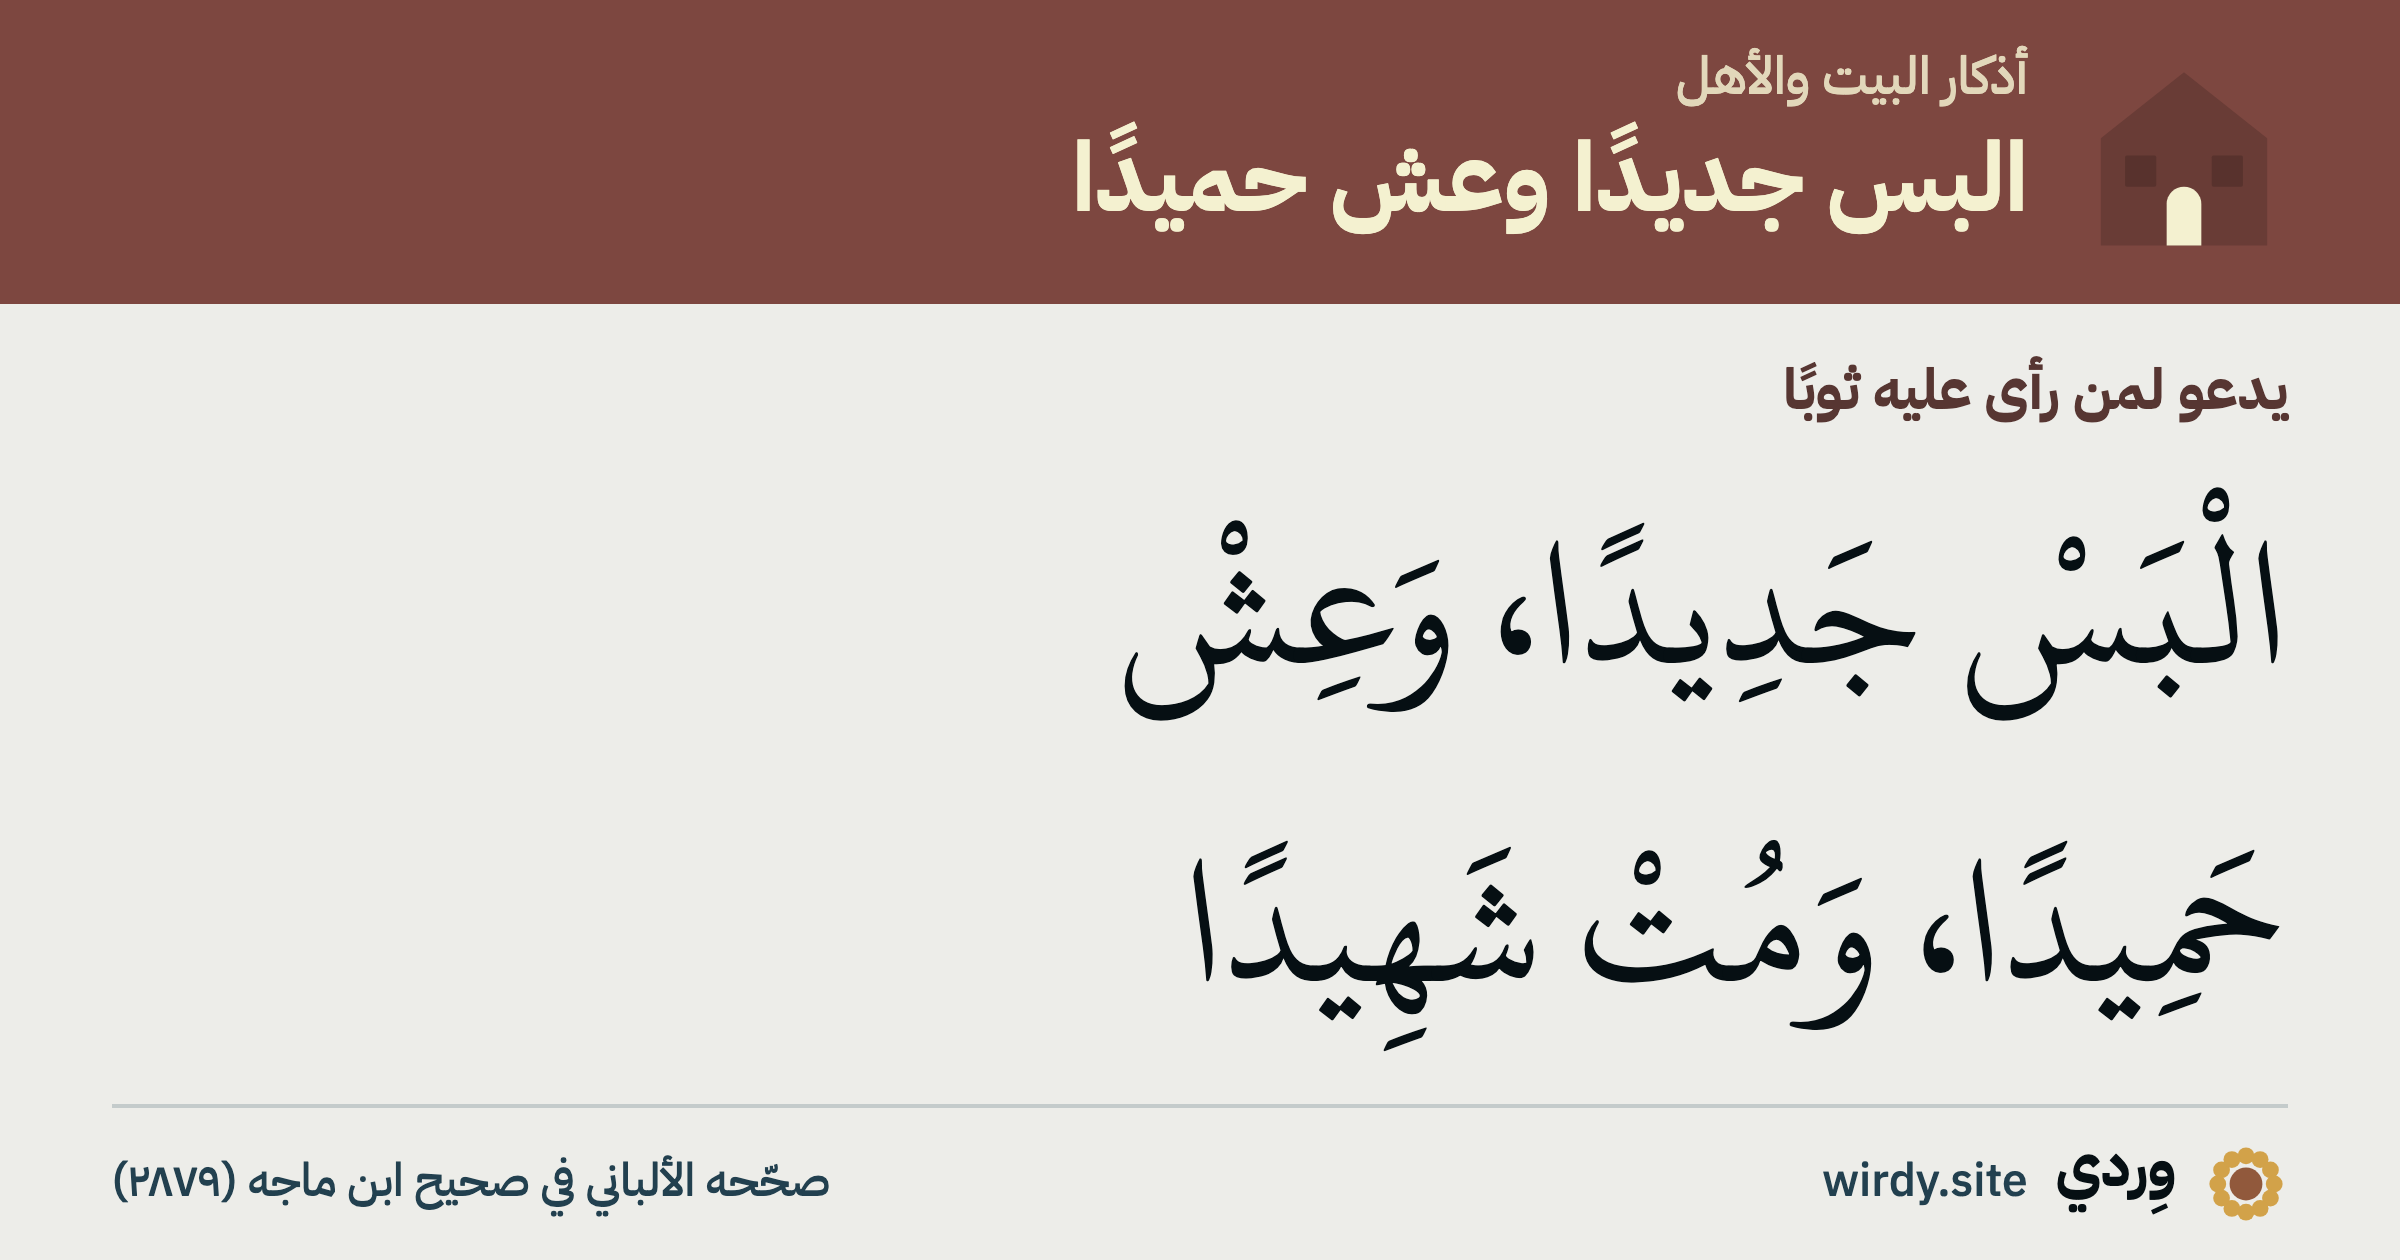 أذكار البيت والأهل
البس جديدًا وعش حميدًا
يدعو لمن رأى عليه ثوبًا
الْبَسْ جَدِيدًا، وَعِشْ
حَمِيدًا، وَمُتْ شَهِيدًا
وِردي wirdy.site
صحّحه الألباني في صحيح ابن ماجه (٢٨٧٩)